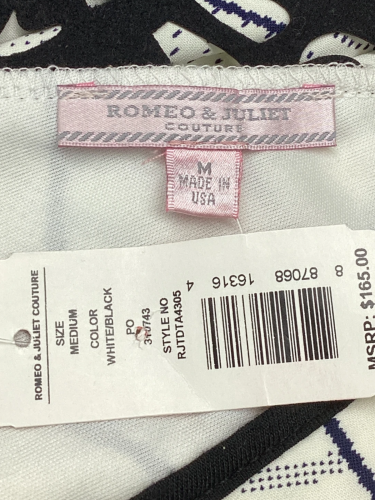 ROMEO & JULIET
COUTURE
M
MADE IN
USA
ROMEO & JULIET COUTURE
SIZE
MEDIUM
COLOR
WHITE/BLACK
PO
STYLE NO
RJTDTA4305
8 87068 16316 4
MSRP: $165.00